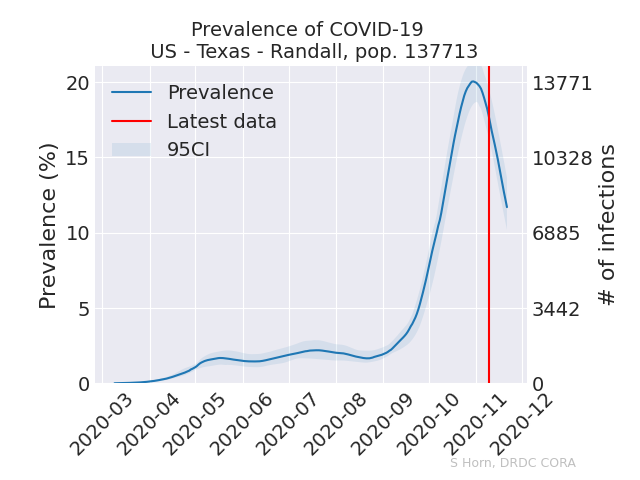 Prevalence of COVID-19
US - Texas - Randall, pop. 137713
Prevalence
Latest data
95CI
Prevalence (%)
20
15
10
5
0
13771
10328
6885
3442
0
# of infections
2020-03
2020-04
2020-05
2020-06
2020-07
2020-08
2020-09
2020-10
2020-11
2020-12
S Horn, DRDC CORA